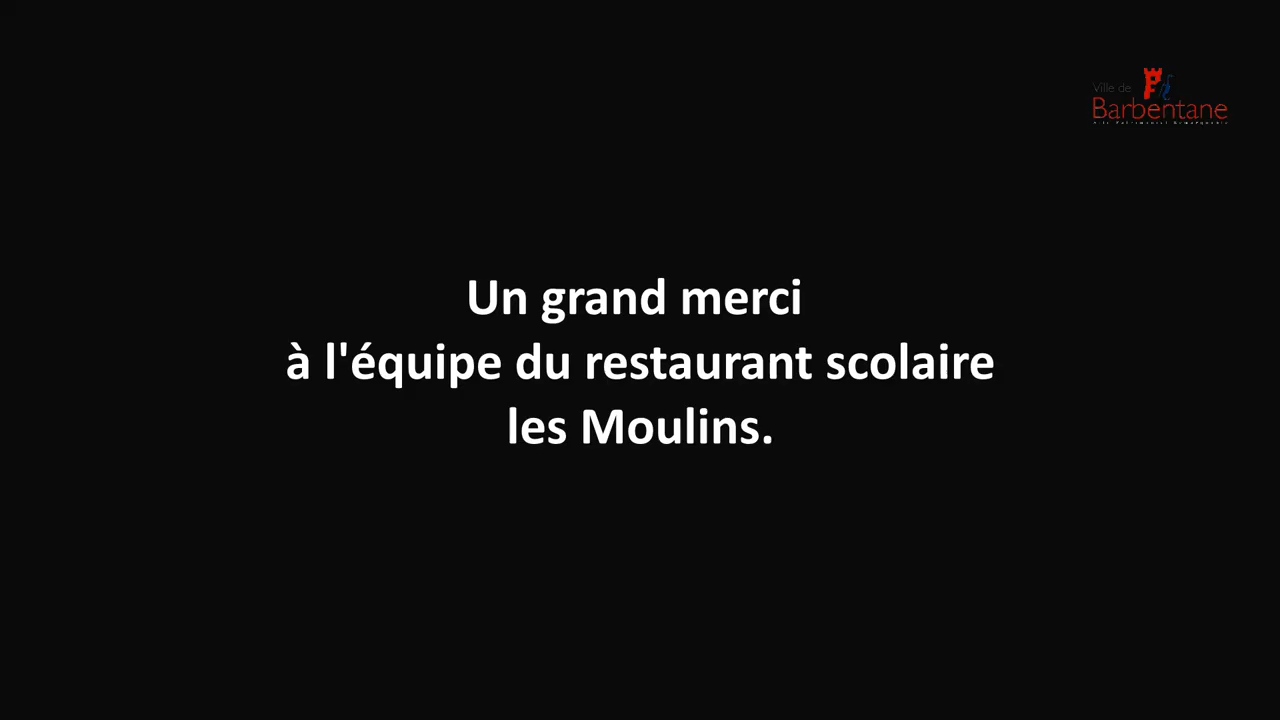 Ville de
Barbentane
Un grand merci
à l'équipe du restaurant scolaire
les Moulins.